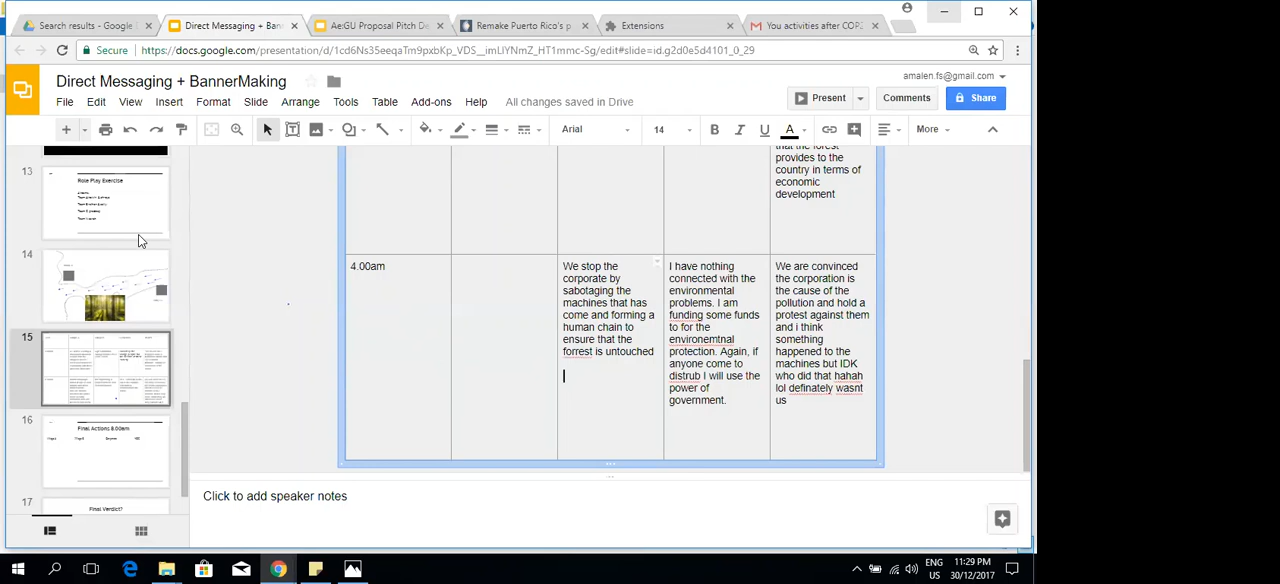 Search results - Google
Direct Messaging + Ban
Ae:GU Proposal Pitch De
Remake Puerto Rico's p
Extensions
You activities after COP2
Secure
https://docs.google.com/presentation/d/1cd6Ns35eeqaTm9pxbKp_VDS__imLlYNmZ_HT1mmc-Sg/edit#slide=id.g2d0e5d4101_0_29
Direct Messaging + BannerMaking
amalen.fs@gmail.com
File Edit View Insert Format Slide Arrange Tools Table Add-ons Help All changes saved in Drive
Present
Comments
Share
Arial
14
B I U A
More
13
Role Play Exercise
14
15
16
Final Actions 8.00am
17
Final Verdict?
that the forest
provides to the
country in terms of
economic
development
4.00am
We stop the
corporate by
sabotaging the
machines that has
come and forming a
human chain to
ensure that the
forrest is untouched
I have nothing
connected with the
environmental
problems. I am
funding some funds
to for the
environemtnal
protection. Again, if
anyone come to
distrub I will use the
power of
government.
We are convinced
the corporation is
the cause of the
pollution and hold a
protest against them
and i think
something
happened to the
machines but IDK
who did that hahah
lol definately wasnt
us
Click to add speaker notes
ENG
US
11:29 PM
30/12/2017